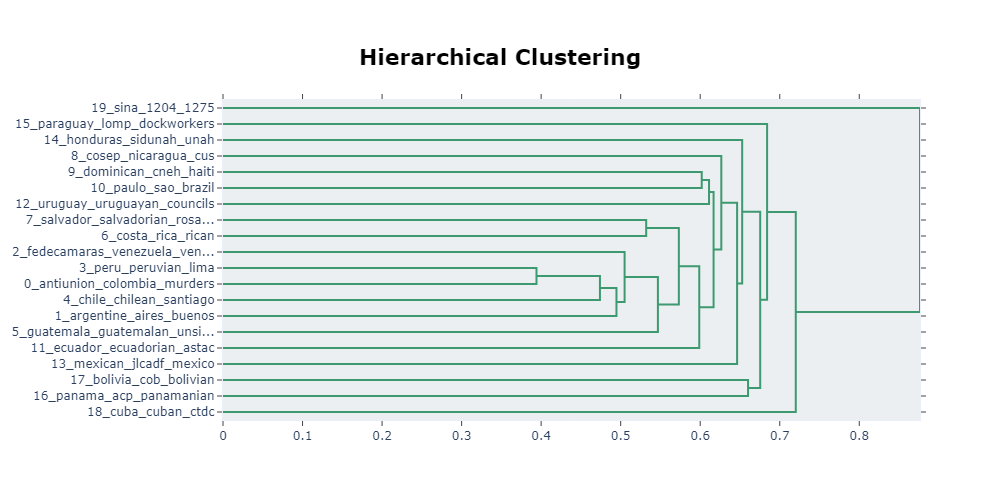 Hierarchical Clustering
19_sina_1204_1275
15_paraguay_lomp_dockworkers
14_honduras_sidunah_unah
8_cosep_nicaragua_cus
9_dominican_cneh_haiti
10_paulo_sao_brazil
12_uruguay_uruguayan_councils
7_salvador_salvadorian_rosa...
6_costa_rica_rican
2_fedecamaras_venezuela_ven...
3_peru_peruvian_lima
0_antiunion_colombia_murders
4_chile_chilean_santiago
1_argentine_aires_buenos
5_guatemala_guatemalan_unsi...
11_ecuador_ecuadorian_astac
13_mexican_jlcadf_mexico
17_bolivia_cob_bolivian
16_panama_acp_panamanian
18_cuba_cuban_ctdc
0 0.1 0.2 0.3 0.4 0.5 0.6 0.7 0.8